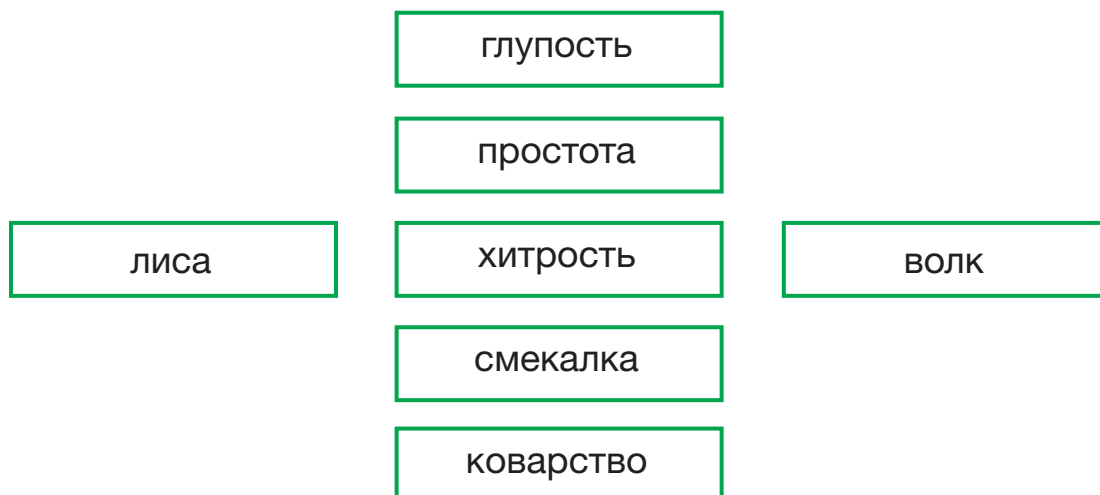 глупость
простота
лиса
хитрость
волк
смекалка
коварство